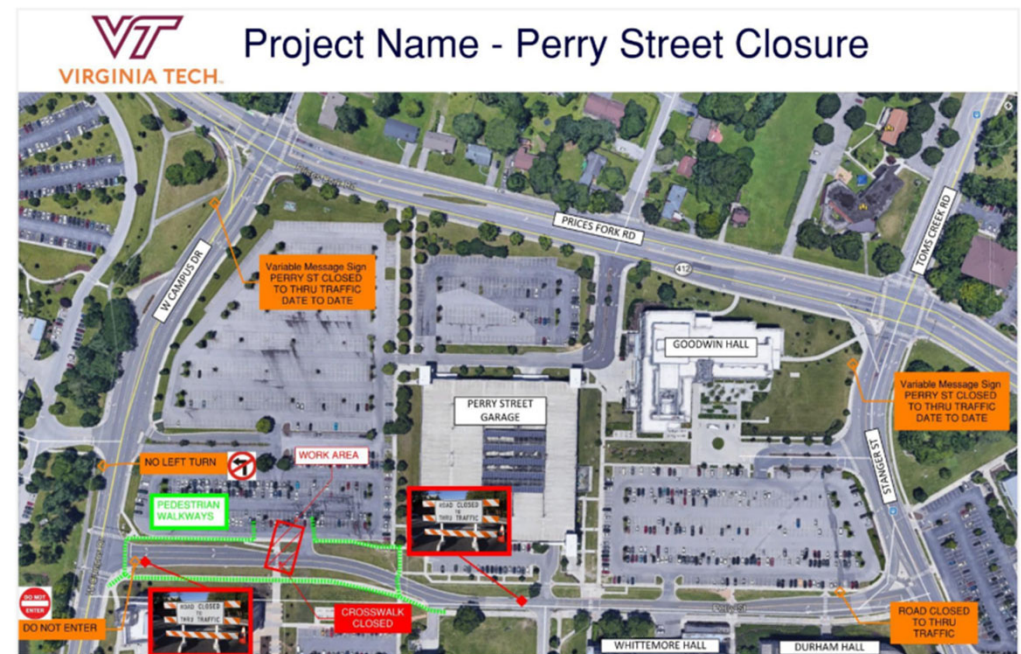 VT
VIRGINIA TECH
Project Name - Perry Street Closure
PRICES FORK RD
TOMS CREEK RD
W CAMPUS DR
412
Variable Message Sign
PERRY ST CLOSED
TO THRU TRAFFIC
DATE TO DATE
GOODWIN HALL
PERRY STREET
GARAGE
Variable Message Sign
PERRY ST CLOSED
TO THRU TRAFFIC
DATE TO DATE
STANGER ST
NO LEFT TURN
WORK AREA
PEDESTRIAN
WALKWAYS
ROAD CLOSED
TO
THRU TRAFFIC
DO NOT
ENTER
DO NOT ENTER
ROAD CLOSED
TO
THRU TRAFFIC
CROSSWALK
CLOSED
ROAD CLOSED
TO THRU
TRAFFIC
WHITTEMORE HALL
DURHAM HALL